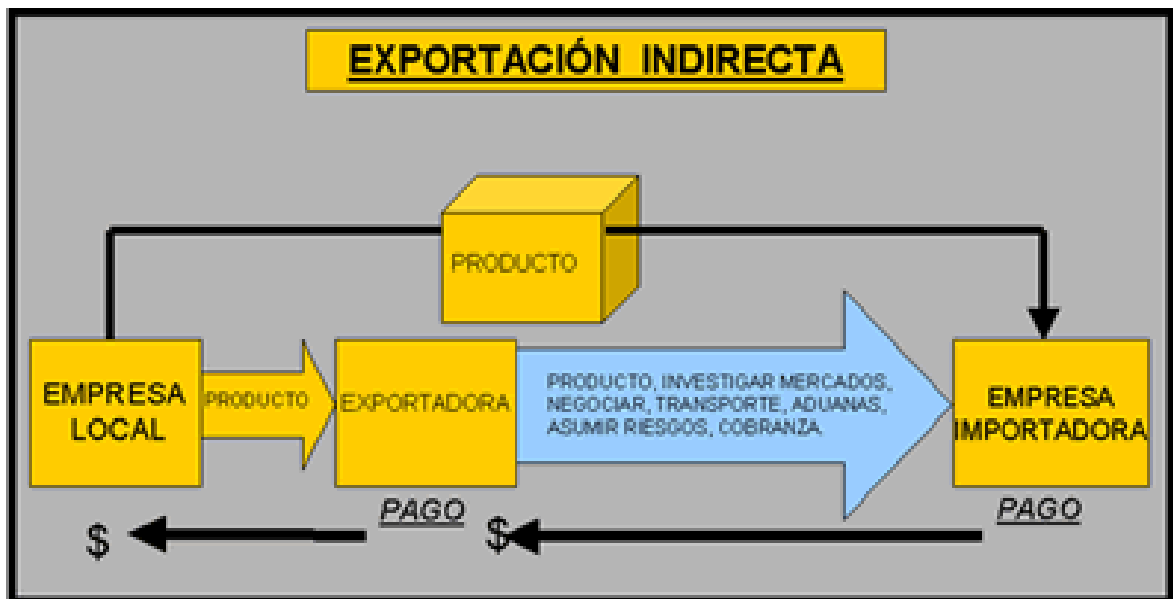 EXPORTACIÓN INDIRECTA
PRODUCTO
EMPRESA
LOCAL
PRODUCTO
EXPORTADORA
PRODUCTO, INVESTIGAR MERCADOS,
NEGOCIAR, TRANSPORTE, ADUANAS,
ASUMIR RIESGOS, COBRANZA
EMPRESA
IMPORTADORA
PAGO
PAGO
$
$